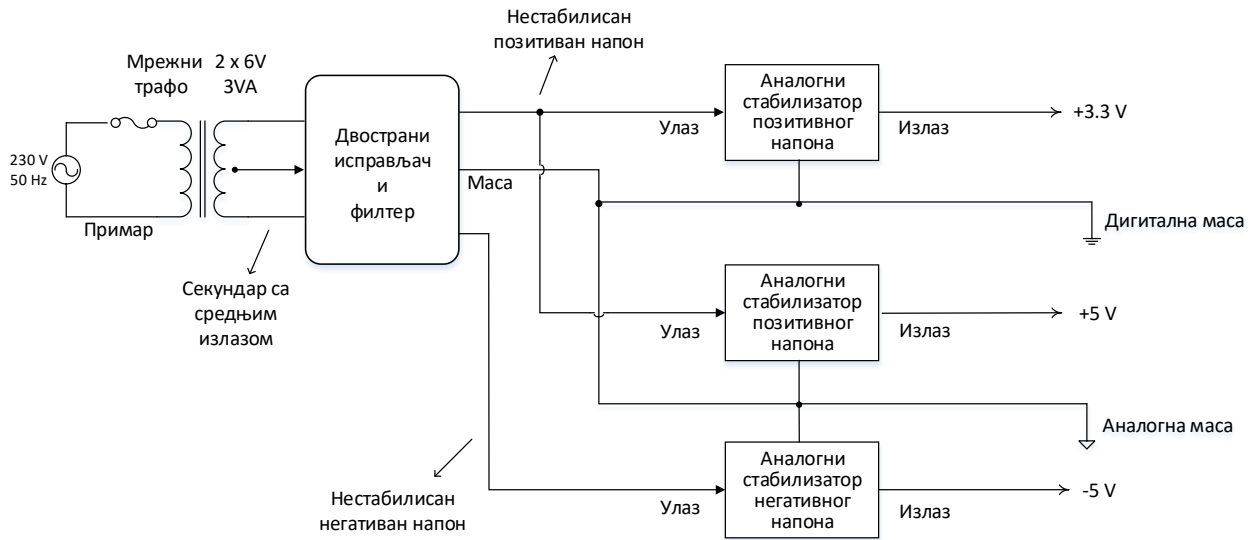 Нестабилисан
позитиван напон
Мрежни
трафо
2 x 6V
3VA
230 V
50 Hz
Примар
Секундар са
средњим
излазом
Двострани
исправљач
и
филтер
Маса
Улаз
Аналогни
стабилизатор
позитивног
напона
Излаз
+3.3 V
Дигитална маса
Улаз
Аналогни
стабилизатор
позитивног
напона
Излаз
+5 V
Аналогна маса
Нестабилисан
негативан напон
Улаз
Аналогни
стабилизатор
негативног
напона
Излаз
-5 V